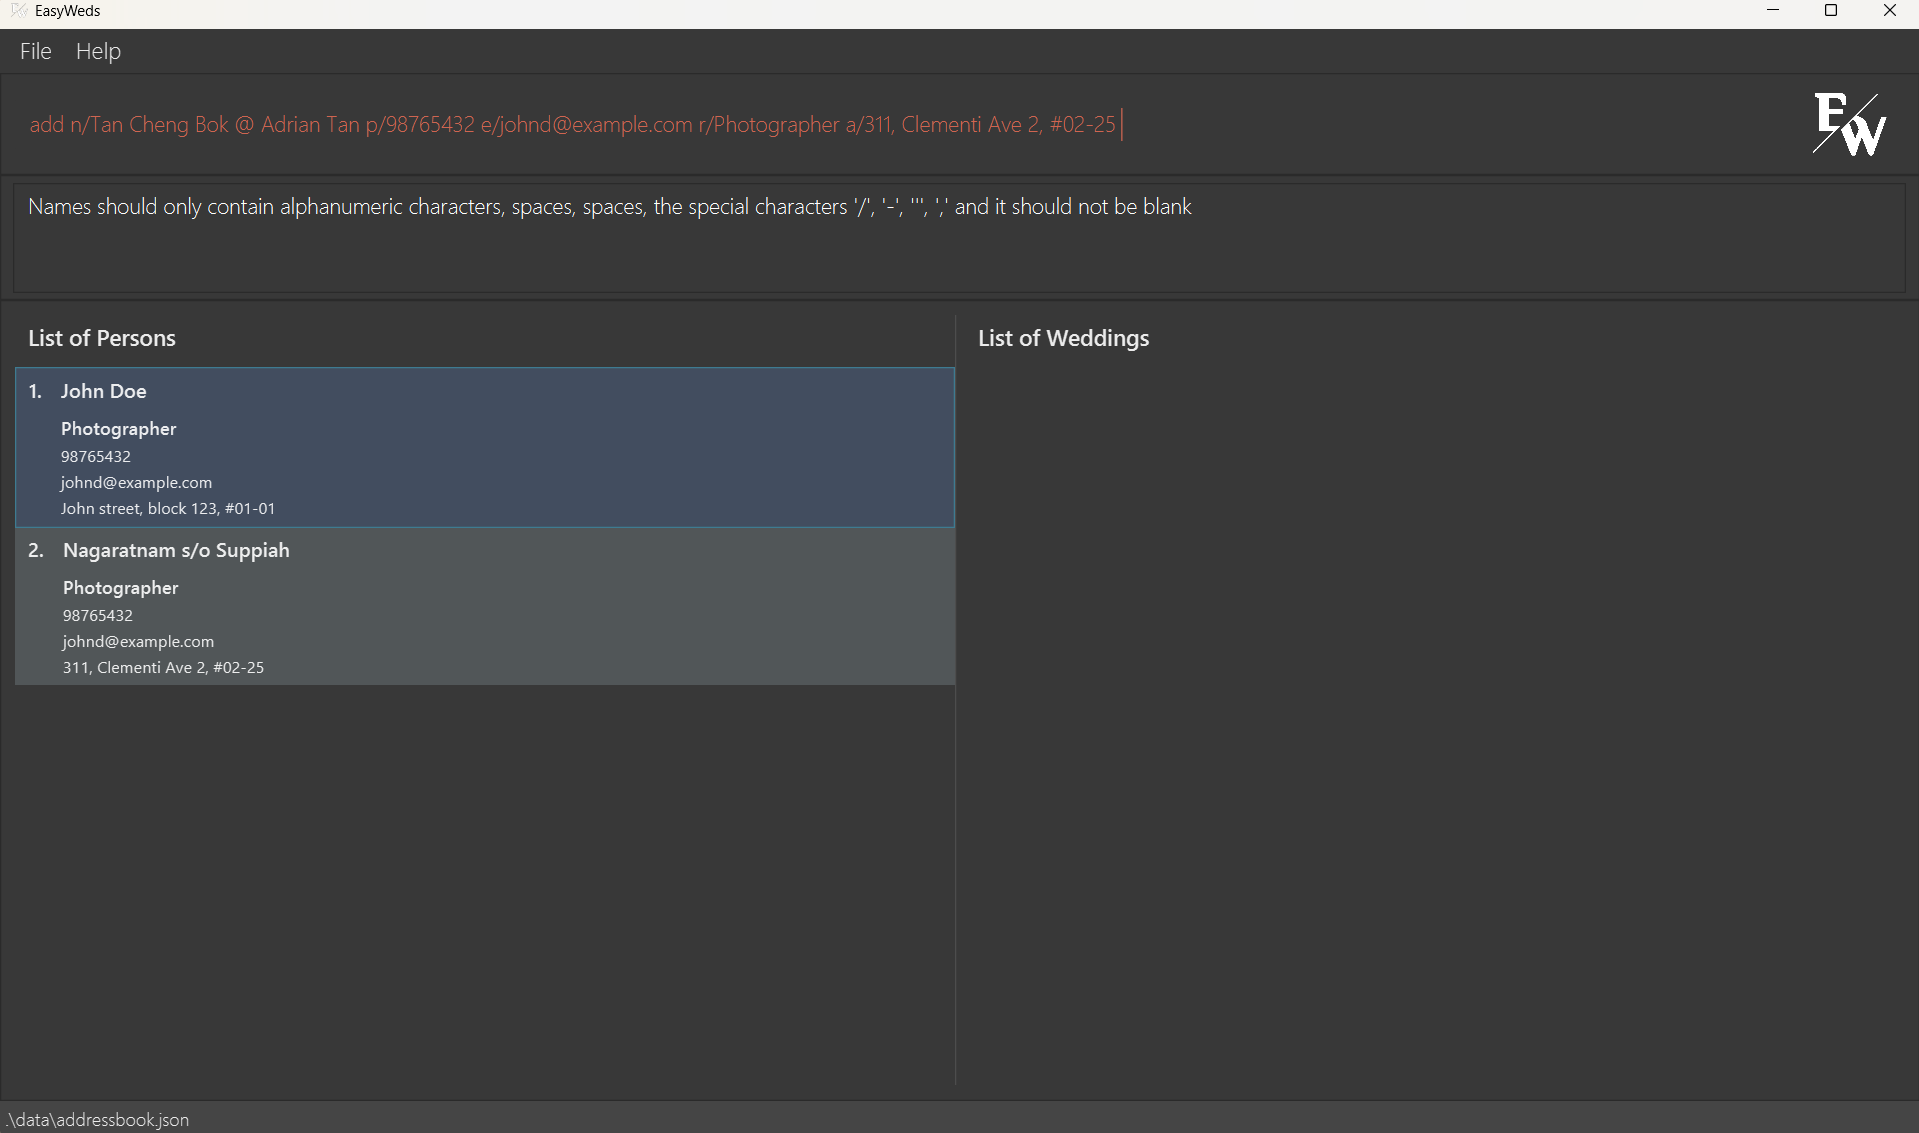 EasyWeds
File Help
add n/Tan Cheng Bok @ Adrian Tan p/98765432 e/johnd@example.com r/Photographer a/311, Clementi Ave 2, #02-25
EW
Names should only contain alphanumeric characters, spaces, spaces, the special characters '/', '-', ''', ',' and it should not be blank
List of Persons
1. John Doe
Photographer
98765432
johnd@example.com
John street, block 123, #01-01
2. Nagaratnam s/o Suppiah
Photographer
98765432
johnd@example.com
311, Clementi Ave 2, #02-25
List of Weddings
.\data\addressbook.json